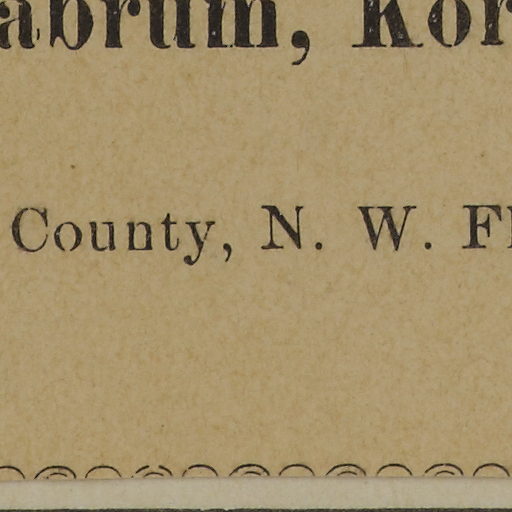 abrum, Kor
County, N. W. Fl